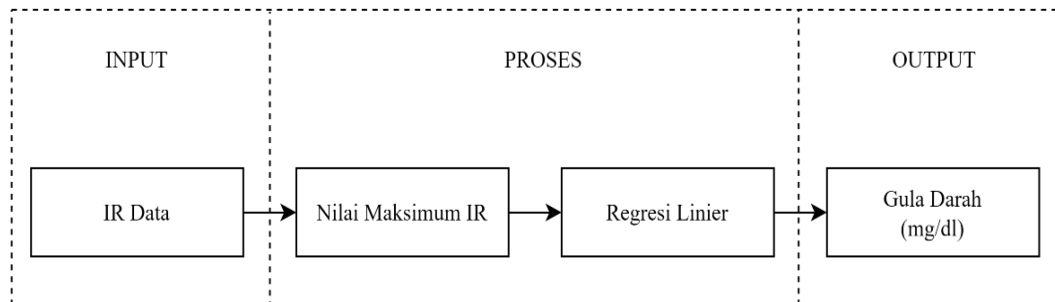 INPUT
PROSES
OUTPUT
IR Data
Nilai Maksimum IR
Regresi Linier
Gula Darah
(mg/dl)